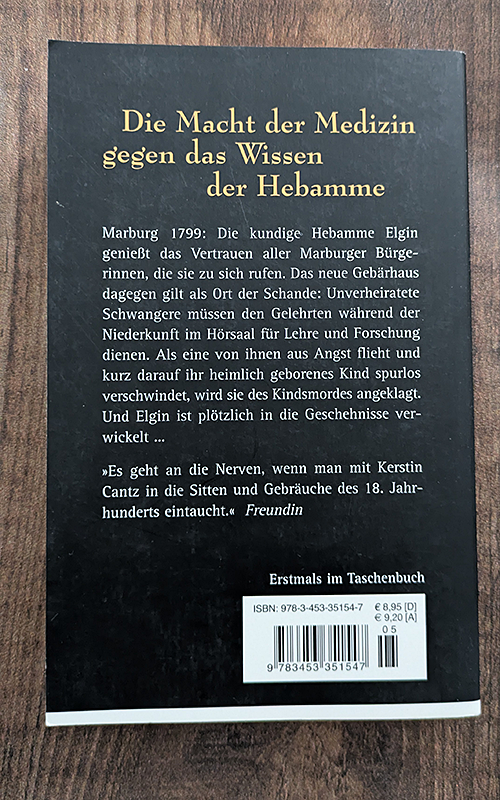 Die Macht der Medizin
gegen das Wissen
der Hebamme
Marburg 1799: Die kundige Hebamme Elgin
genießt das Vertrauen aller Marburger Bürge-
rinnen, die sie zu sich rufen. Das neue Gebärhaus
dagegen gilt als Ort der Schande: Unverheiratete
Schwangere müssen den Gelehrten während der
Niederkunft im Hörsaal für Lehre und Forschung
dienen. Als eine von ihnen aus Angst flieht und
kurz darauf ihr heimlich geborenes Kind spurlos
verschwindet, wird sie des Kindsmordes angeklagt.
Und Elgin ist plötzlich in die Geschehnisse ver-
wickelt ...
»Es geht an die Nerven, wenn man mit Kerstin
Cantz in die Sitten und Gebräuche des 18. Jahr-
hunderts eintaucht.« Freundin
Erstmals im Taschenbuch
ISBN: 978-3-453-35154-7 € 8,95 [D]
€ 9,20 [A]
05
9 783453 351547